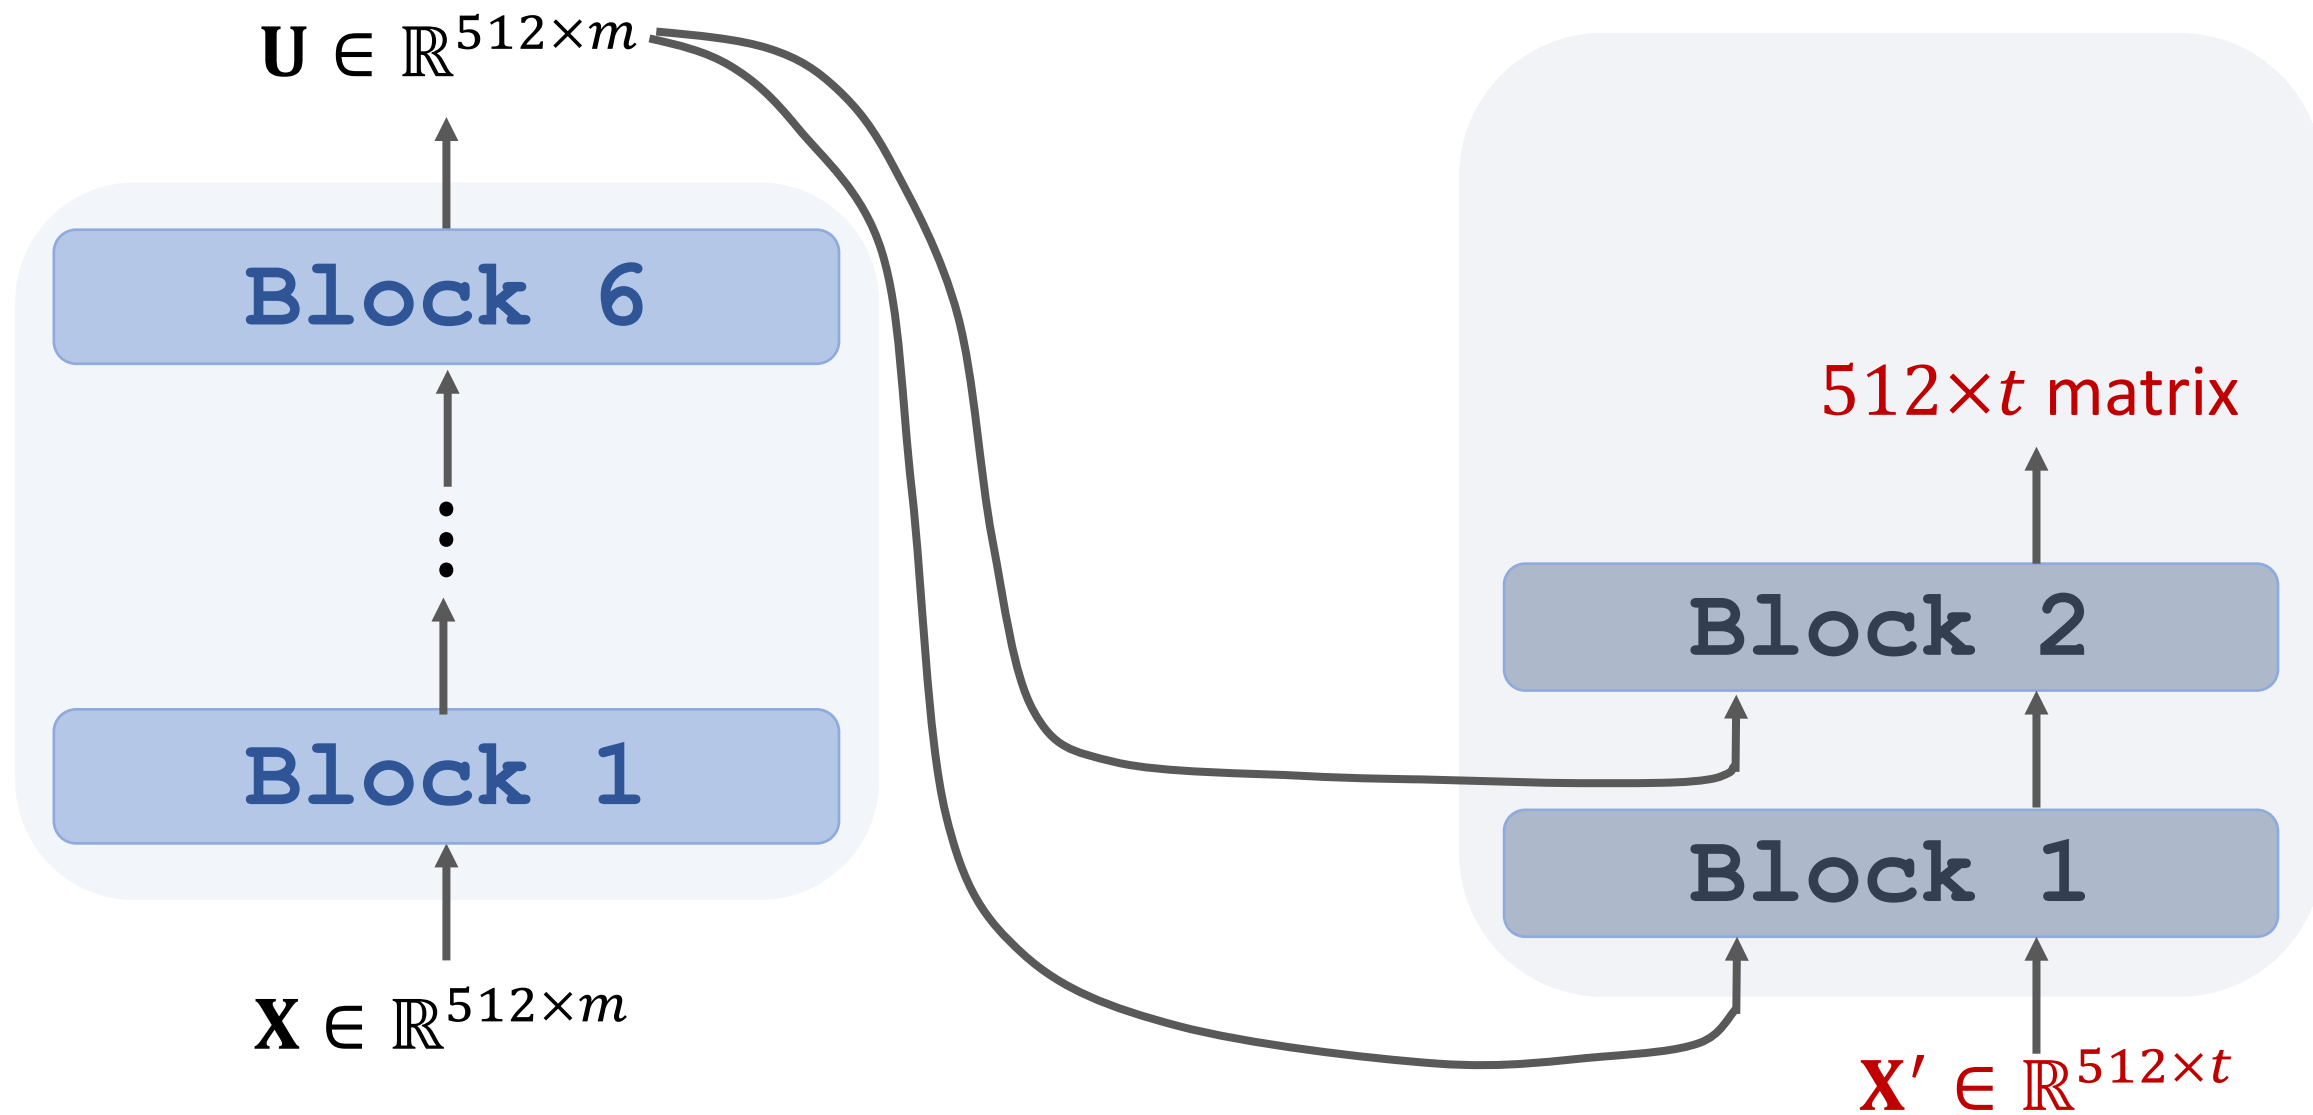 𝐔 ∈ ℝ^{512×𝑚}
Block 6
⋮
Block 1
𝐗 ∈ ℝ^{512×𝑚}
512×𝑡 matrix
Block 2
Block 1
𝐗′ ∈ ℝ^{512×𝑡}